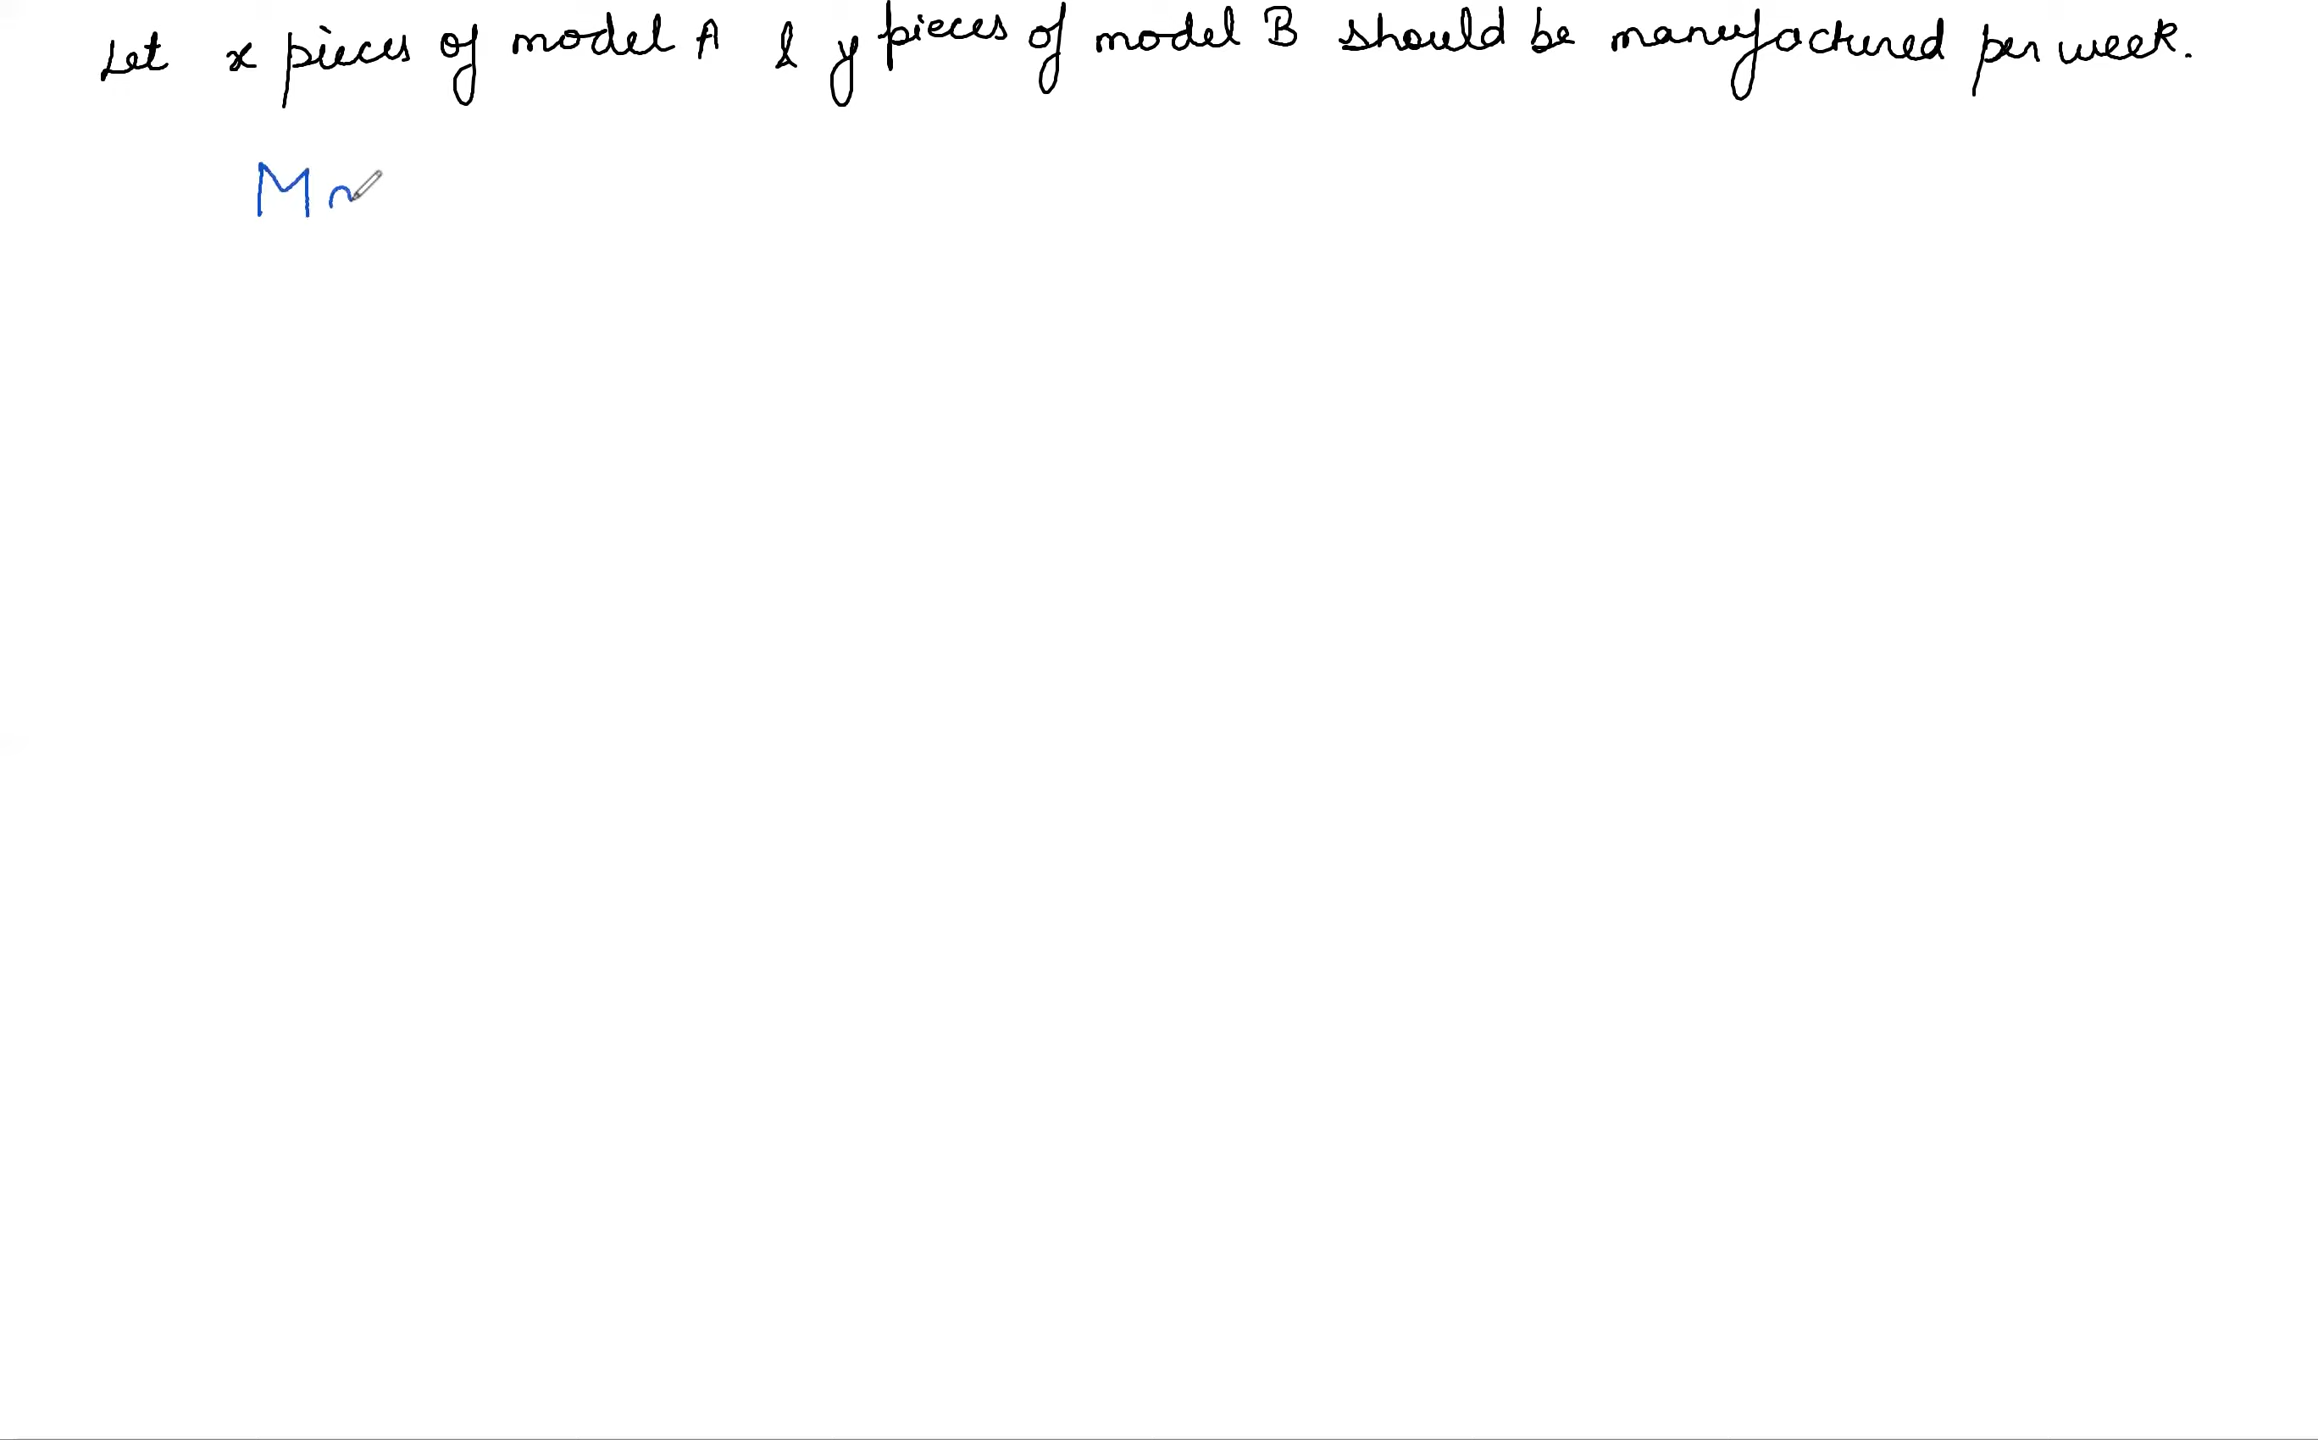 Let x pieces of model A & y pieces of model B should be manufactured per week.
M